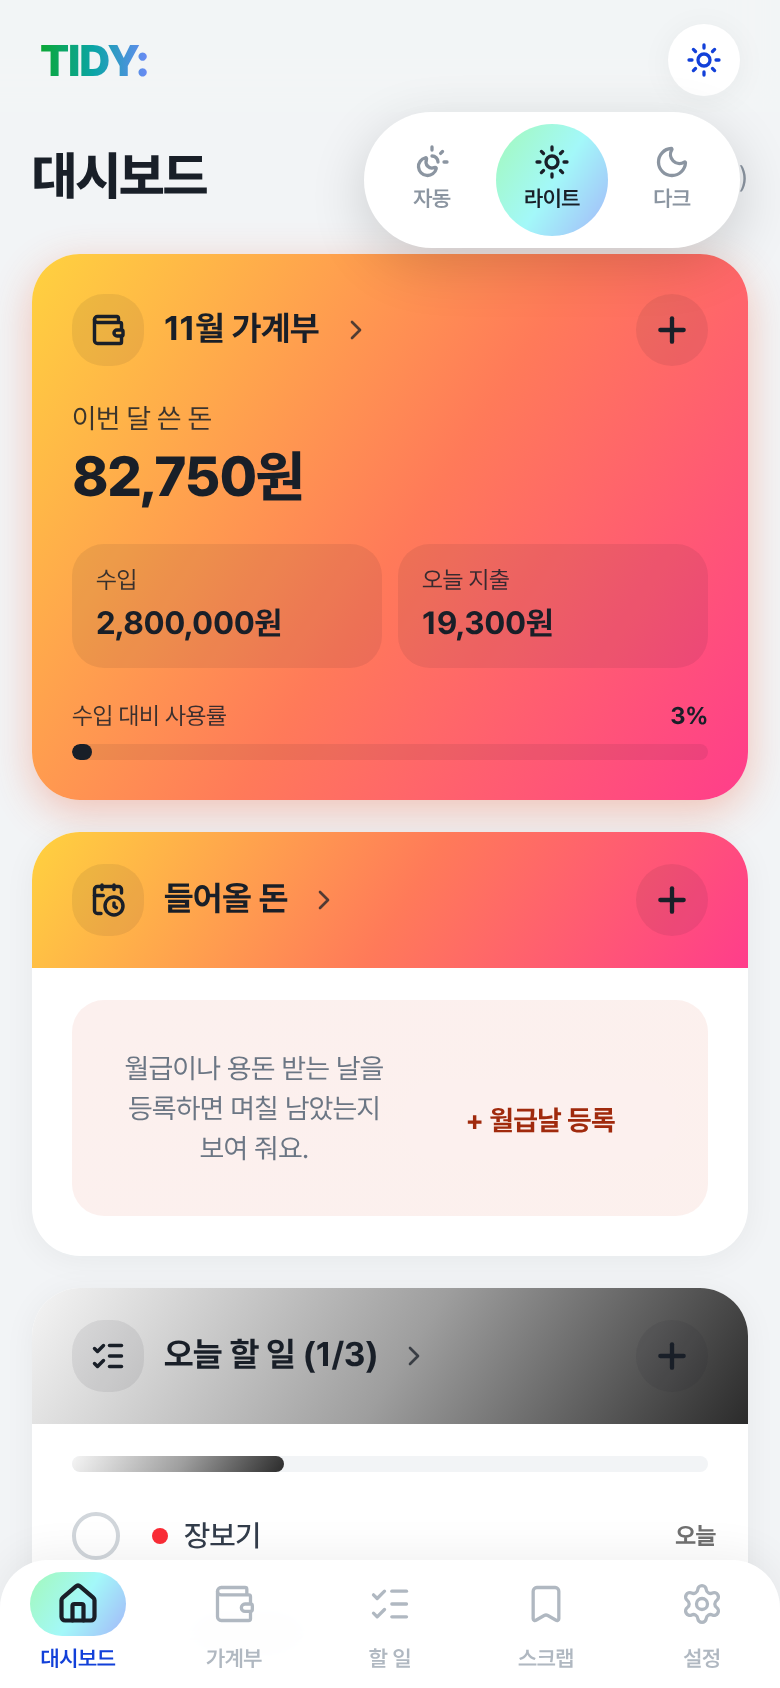 TIDY:
대시보드
자동
라이트
다크
)
11월 가계부
이번 달 쓴 돈
82,750원
수입
2,800,000원
오늘 지출
19,300원
수입 대비 사용률
3%
들어올 돈
월급이나 용돈 받는 날을
등록하면 며칠 남았는지
보여 줘요.
+ 월급날 등록
오늘 할 일 (1/3)
장보기
오늘
대시보드
가계부
할 일
스크랩
설정